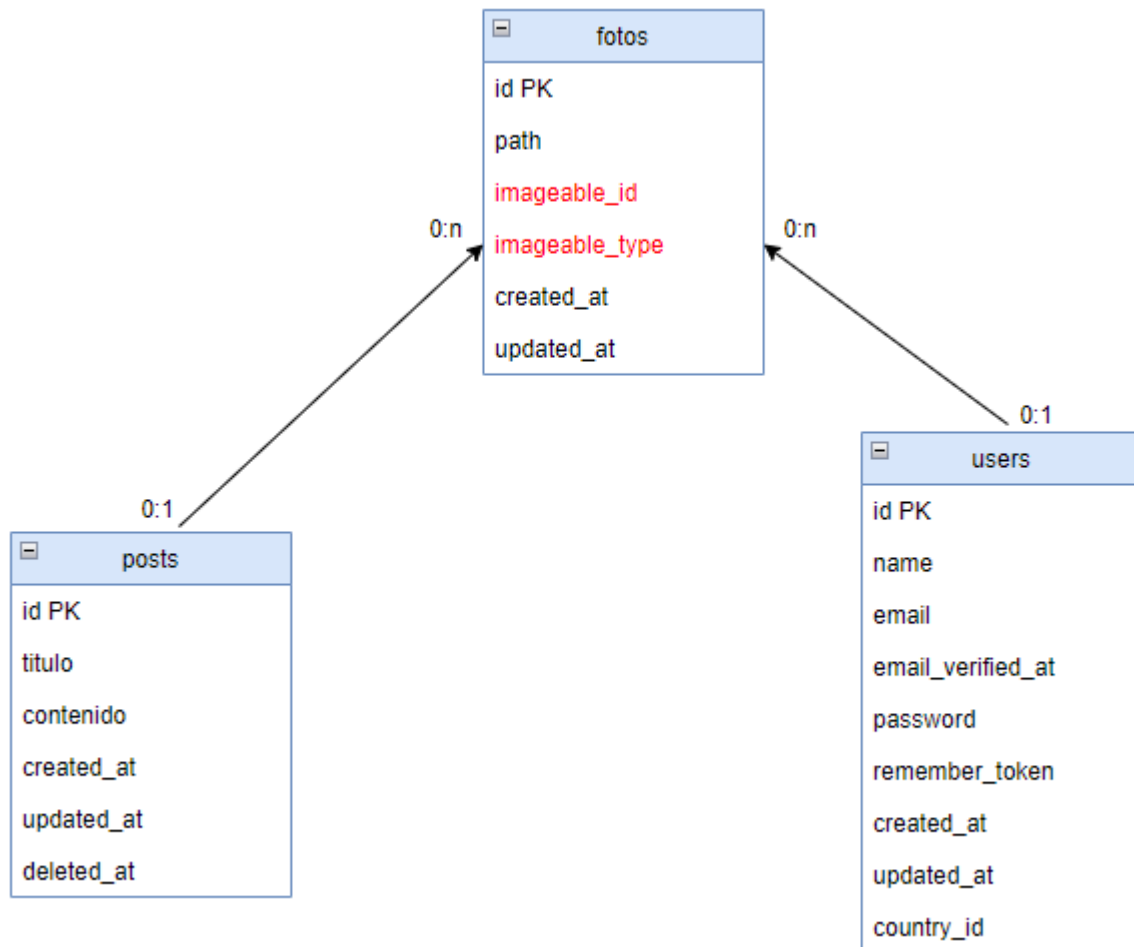 fotos
id PK
path
imageable_id
imageable_type
created_at
updated_at
0:n
0:n
0:1
0:1
posts
id PK
titulo
contenido
created_at
updated_at
deleted_at
users
id PK
name
email
email_verified_at
password
remember_token
created_at
updated_at
country_id